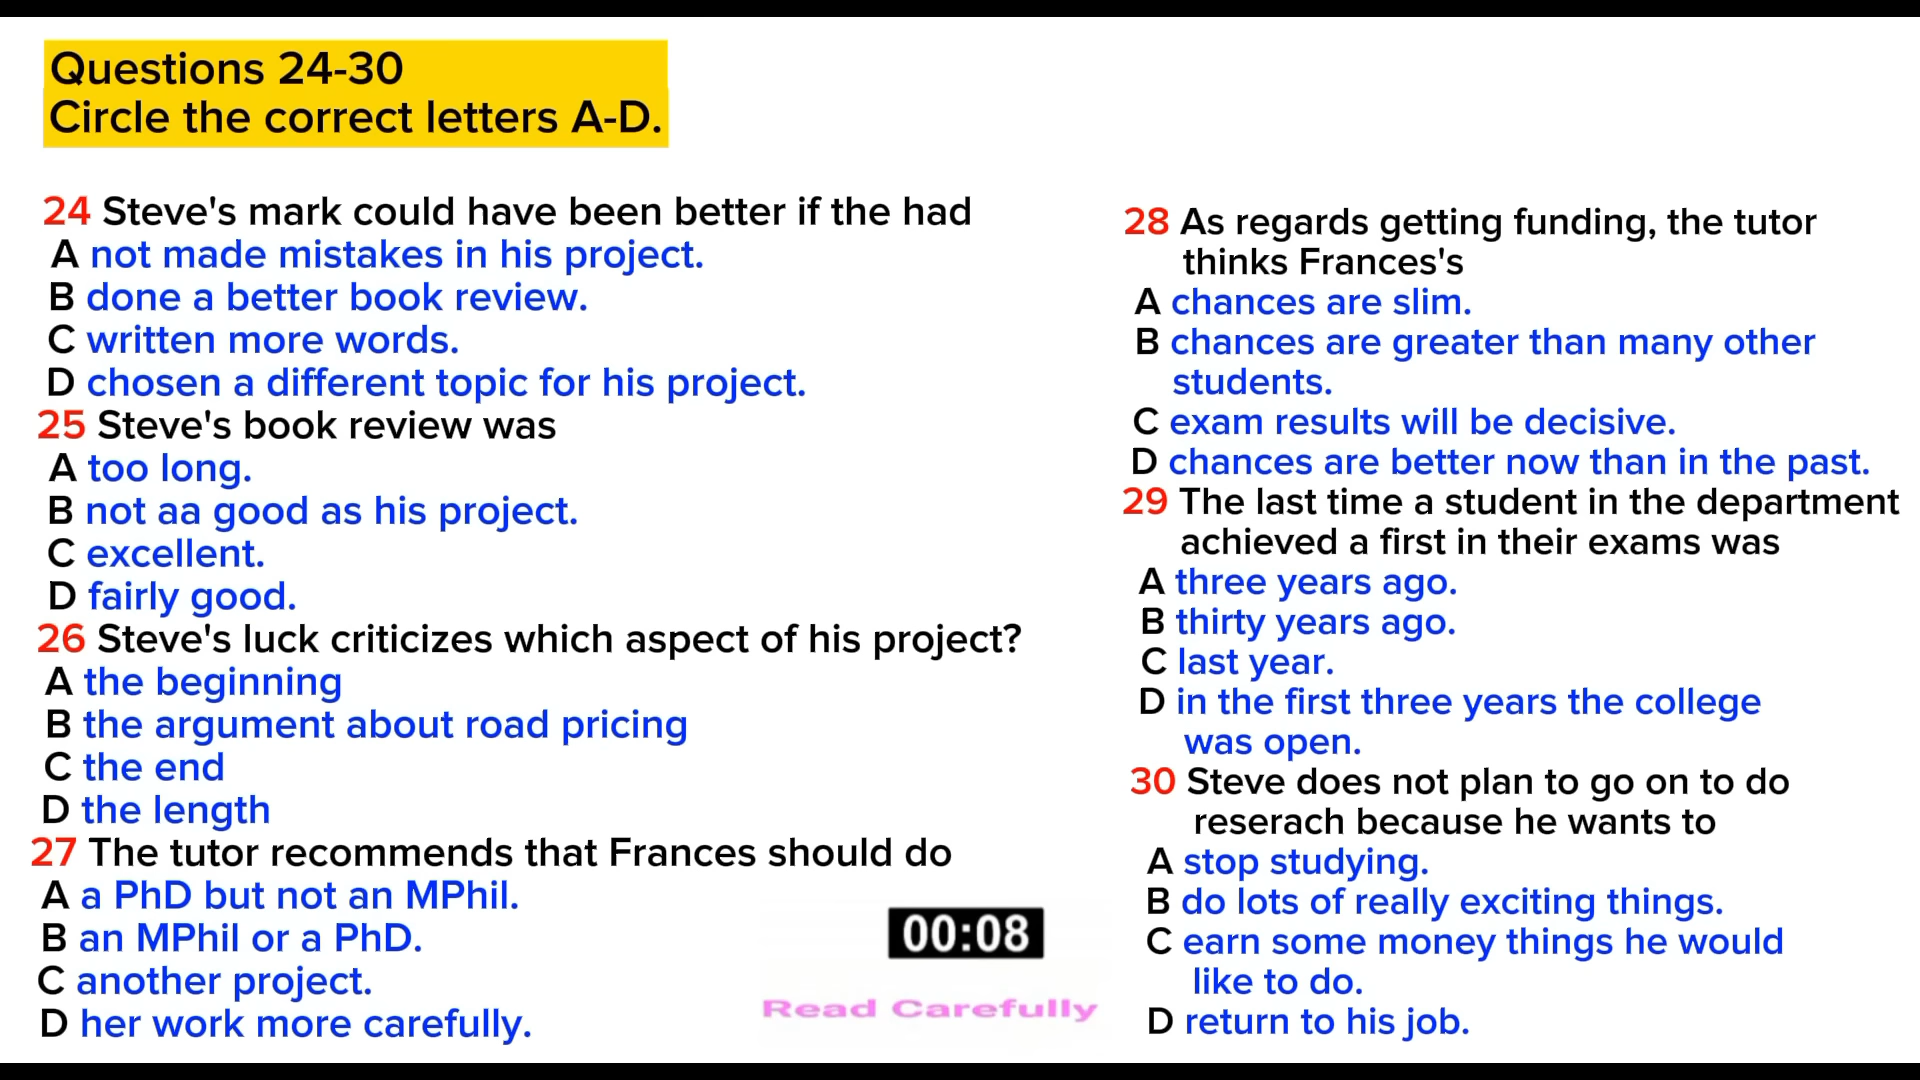 Questions 24-30
Circle the correct letters A-D.
24 Steve's mark could have been better if the had
A not made mistakes in his project.
B done a better book review.
C written more words.
D chosen a different topic for his project.
25 Steve's book review was
A too long.
B not aa good as his project.
C excellent.
D fairly good.
26 Steve's luck criticizes which aspect of his project?
A the beginning
B the argument about road pricing
C the end
D the length
27 The tutor recommends that Frances should do
A a PhD but not an MPhil.
B an MPhil or a PhD.
C another project.
D her work more carefully.
28 As regards getting funding, the tutor
thinks Frances's
A chances are slim.
B chances are greater than many other
students.
C exam results will be decisive.
D chances are better now than in the past.
29 The last time a student in the department
achieved a first in their exams was
A three years ago.
B thirty years ago.
C last year.
D in the first three years the college
was open.
30 Steve does not plan to go on to do
reserach because he wants to
A stop studying.
B do lots of really exciting things.
C earn some money things he would
like to do.
D return to his job.
00:08
Read Carefully